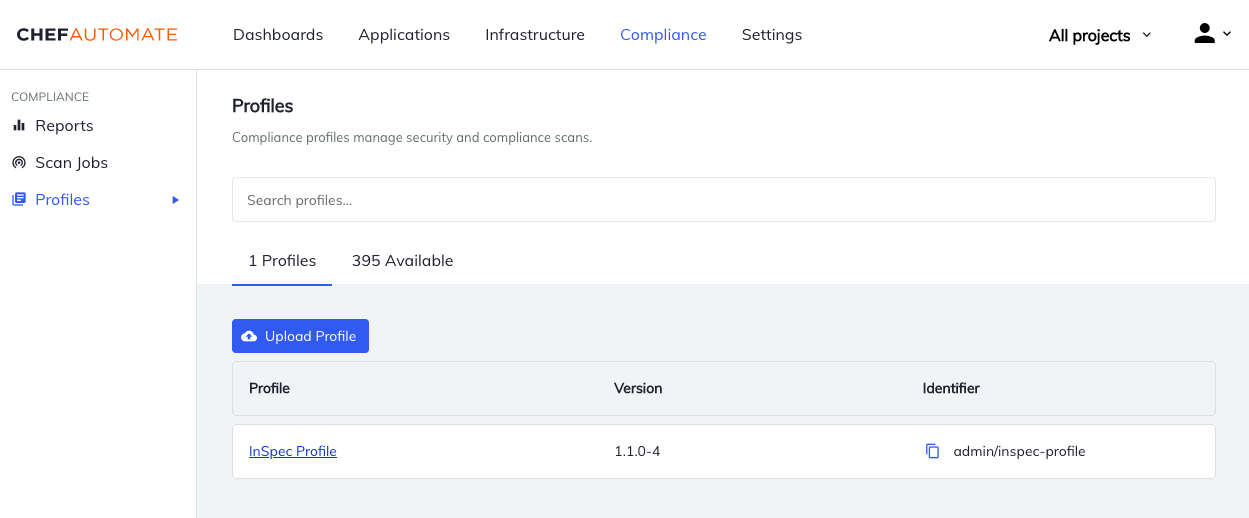 CHEFAUTOMATE Dashboards Applications Infrastructure Compliance Settings All projects
COMPLIANCE
Reports
Scan Jobs
Profiles
Profiles
Compliance profiles manage security and compliance scans.
Search profiles...
1 Profiles 395 Available
Upload Profile
Profile Version Identifier
InSpec Profile 1.1.0-4 admin/inspec-profile